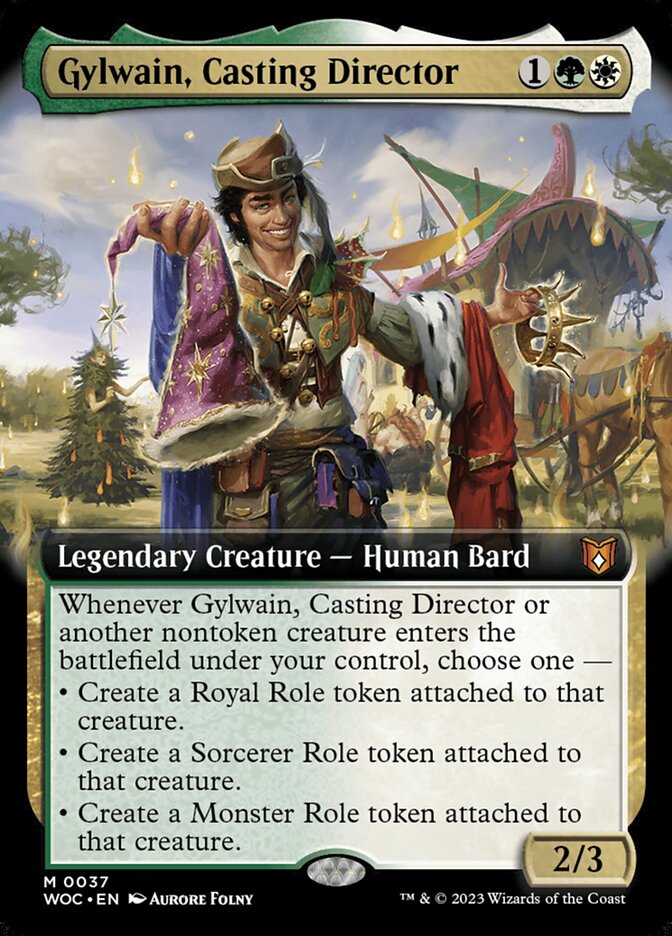 Gylwain, Casting Director 1
Legendary Creature — Human Bard
Whenever Gylwain, Casting Director or
another nontoken creature enters the
battlefield under your control, choose one —
• Create a Royal Role token attached to that
creature.
• Create a Sorcerer Role token attached to
that creature.
• Create a Monster Role token attached to
that creature.
2/3
M 0037
WOC • EN Aurore Folny
™ & © 2023 Wizards of the Coast